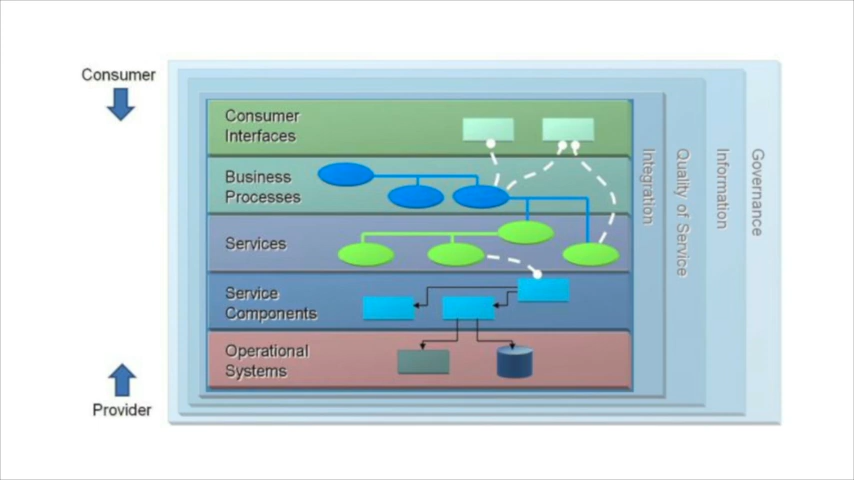 Consumer
Consumer
Interfaces
Business
Processes
Services
Service
Components
Operational
Systems
Provider
Integration
Quality of Service
Information
Governance